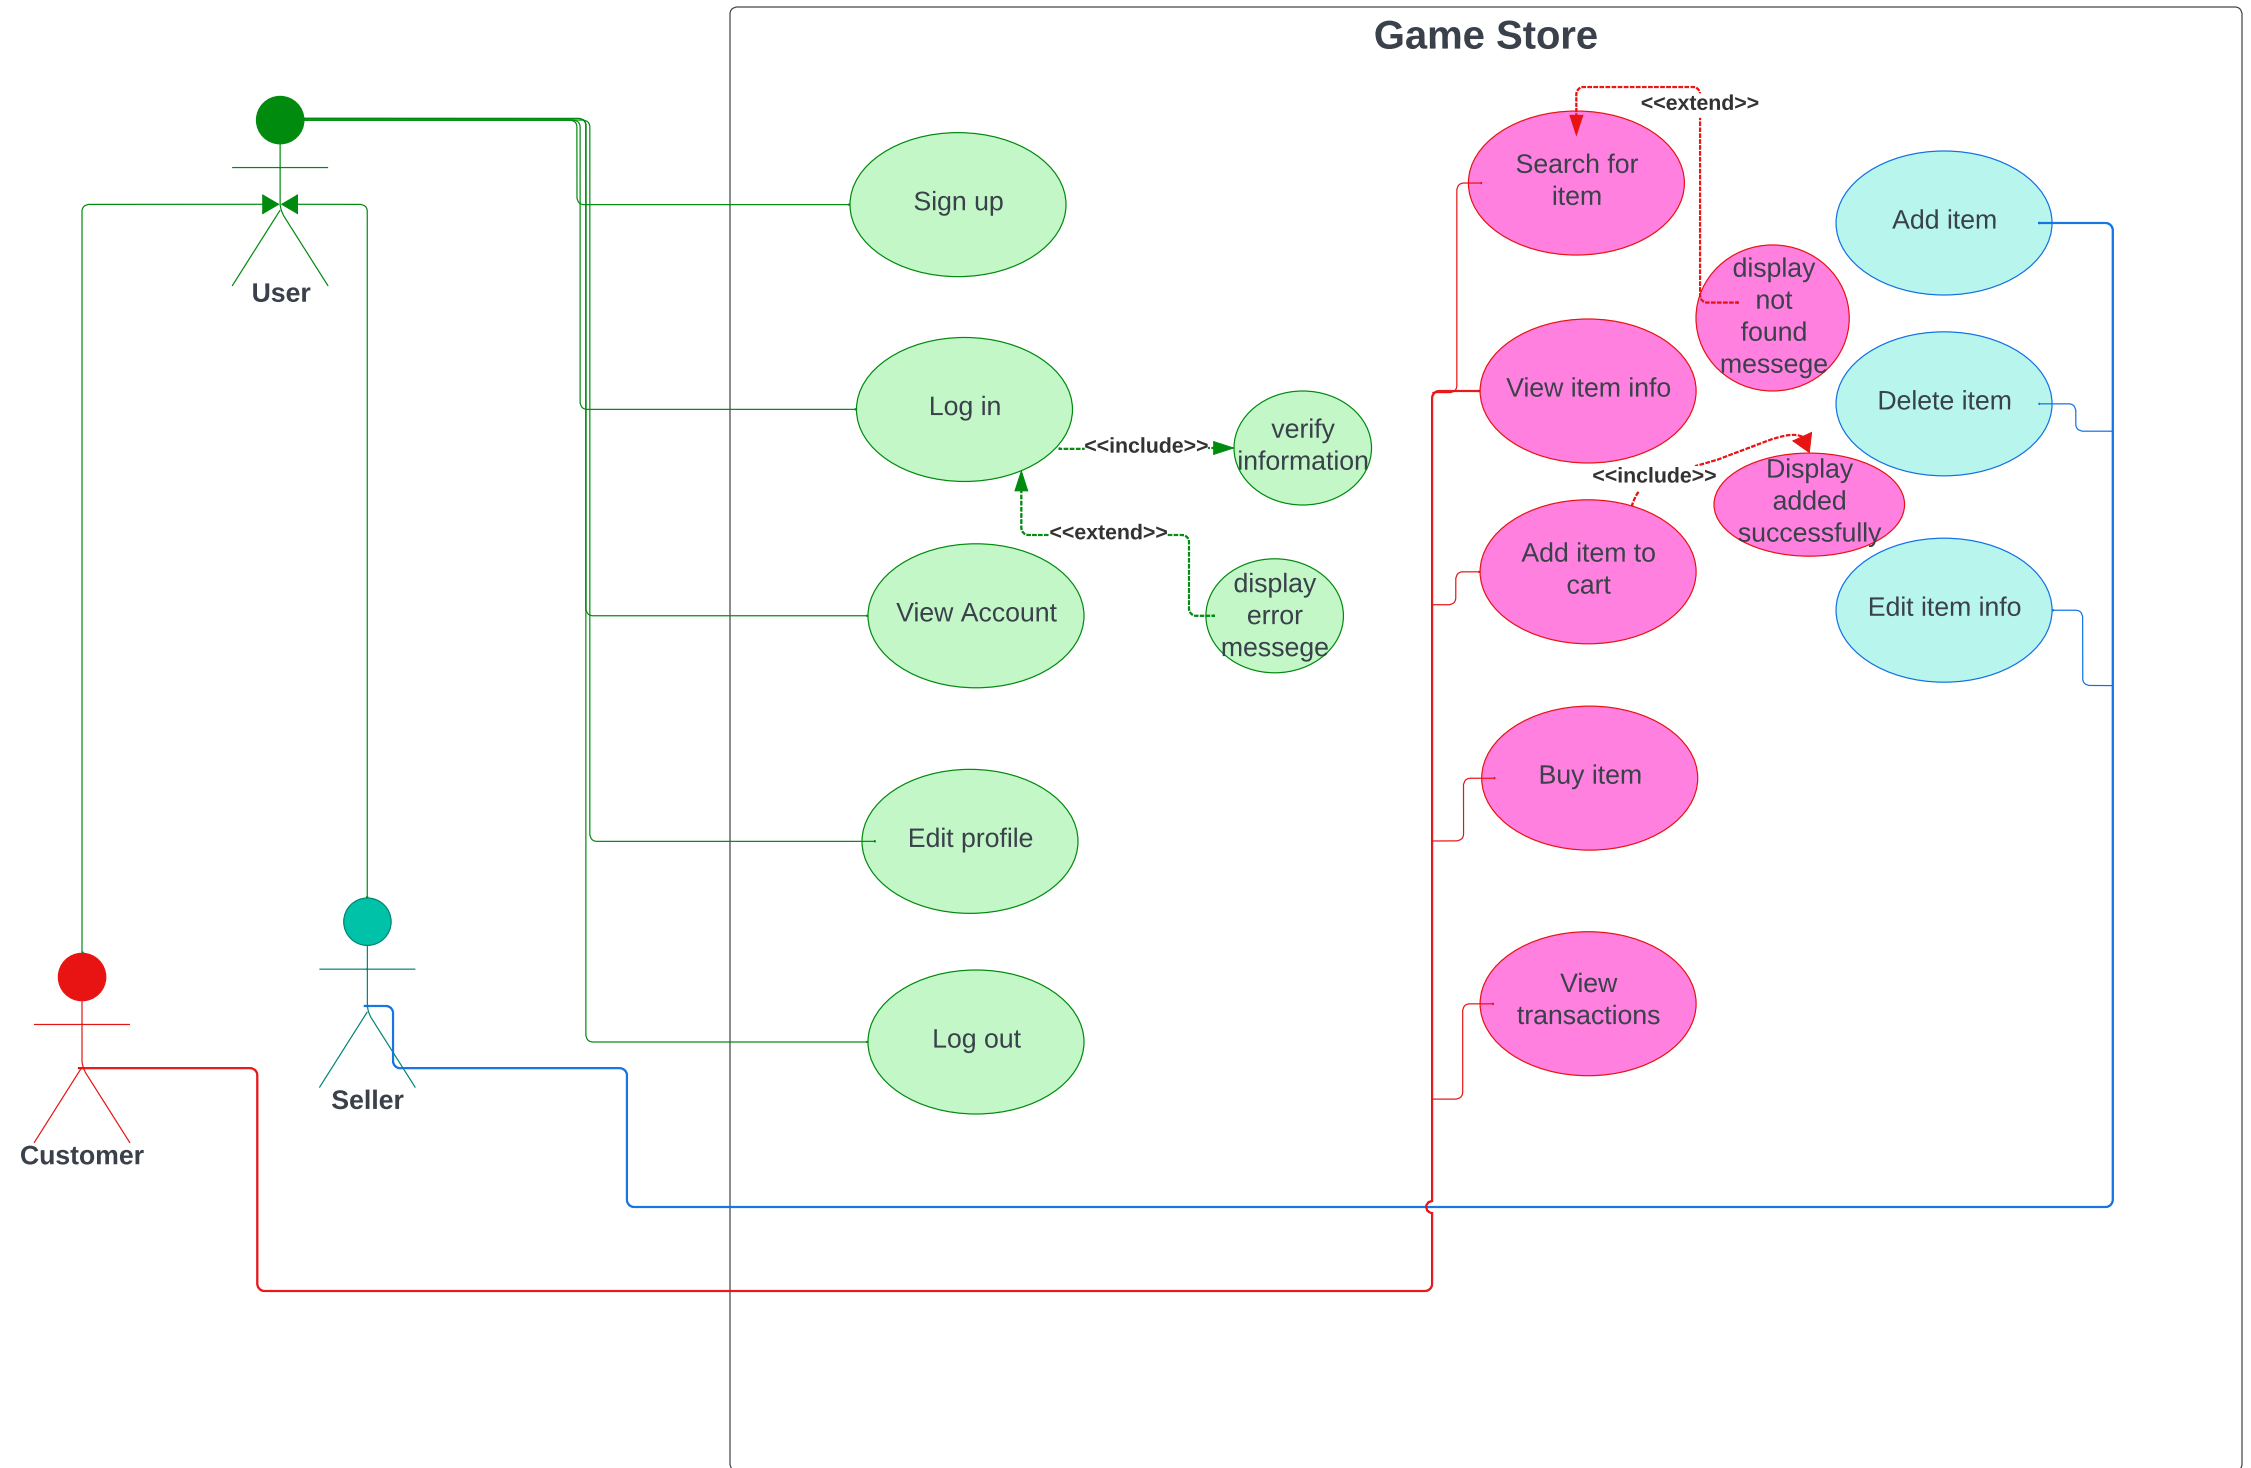 Game Store
User
Customer
Seller
Sign up
Log in
<<include>>
verify
information
<<extend>>
display
error
messege
View Account
Edit profile
Log out
<<extend>>
Search for
item
display
not
found
messege
View item info
<<include>>
Display
added
successfully
Add item to
cart
Buy item
View
transactions
Add item
Delete item
Edit item info